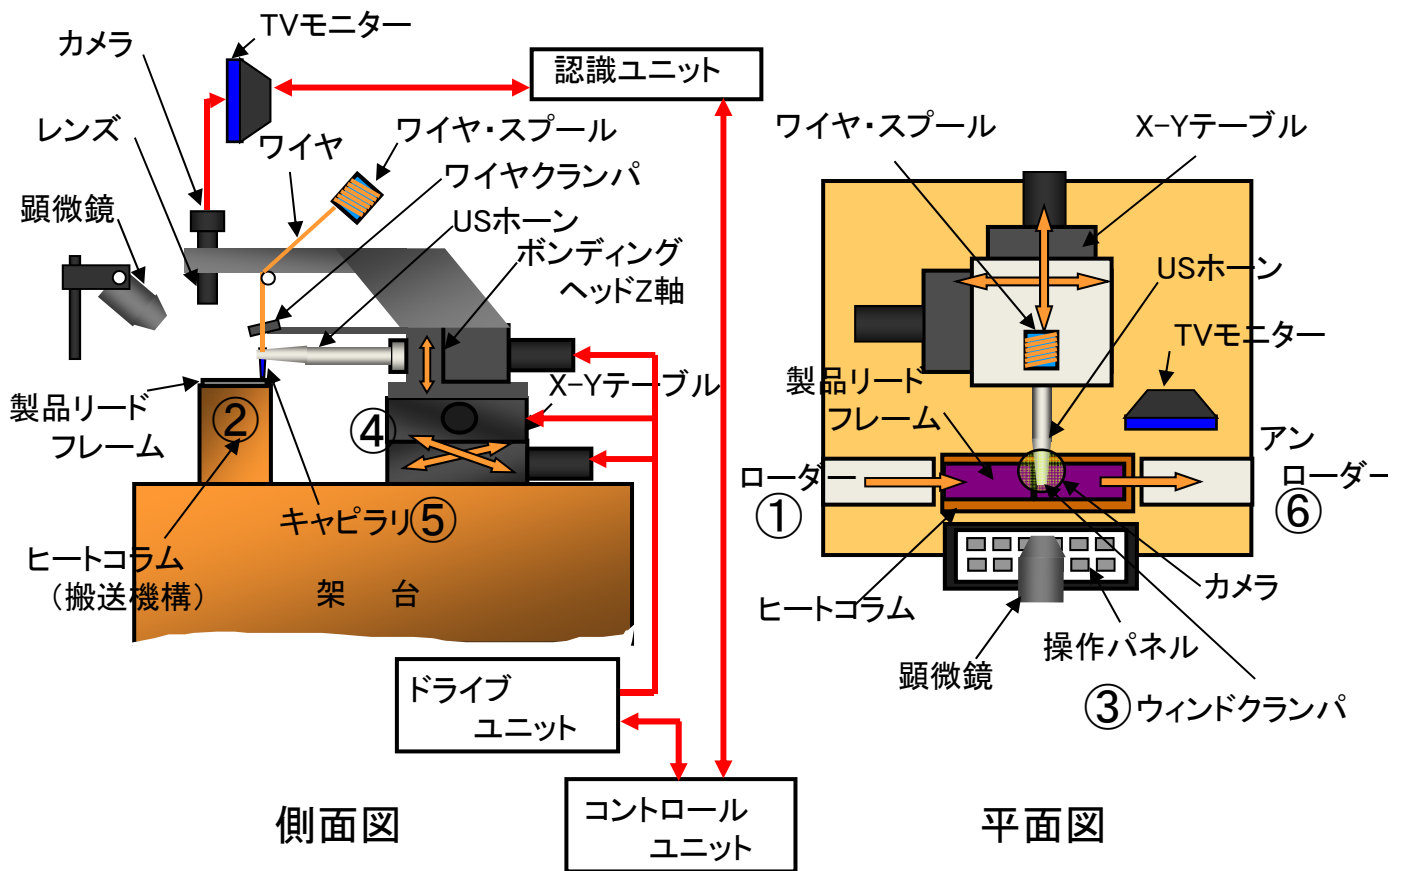 TVモニター
カメラ
認識ユニット
レンズ
ワイヤ
ワイヤ・スプール
ワイヤクランパ
顕微鏡
USホーン
ボンディング
ヘッドZ軸
X-Yテーブル
製品リード
フレーム
②
④
キャピラリ⑤
ヒートコラム
（搬送機構）
架 台
ドライブ
ユニット
コントロール
ユニット
側面図
ワイヤ・スプール
X-Yテーブル
USホーン
TVモニター
製品リード
フレーム
アン
ローダー
ローダー
①
⑥
ヒートコラム
カメラ
操作パネル
顕微鏡
③ウィンドクランパ
平面図